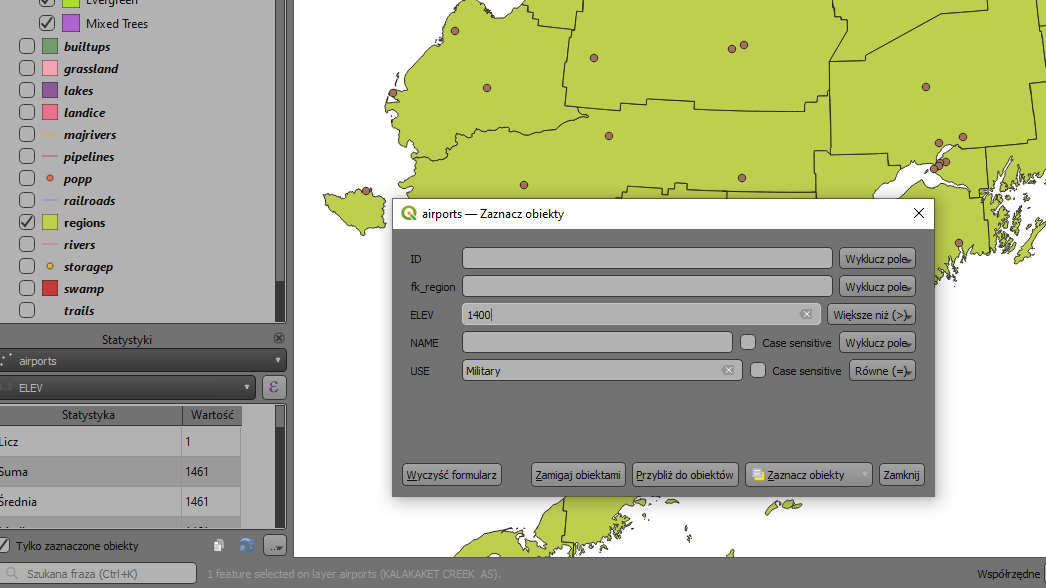 Evergreen
Mixed Trees
builtups
grassland
lakes
landice
majrivers
pipelines
popp
railroads
regions
rivers
storagep
swamp
trails
Statystyki
airports
ELEV
ε
Statystyka Wartość
Licz 1
Suma 1461
Średnia 1461
Tylko zaznaczone obiekty
...
Szukana fraza (Ctrl+K)
1 feature selected on layer airports (KALAKAKET CREEK AS).
Współrzędne
airports — Zaznacz obiekty
ID Wyklucz pole
fk_region Wyklucz pole
ELEV 1400 Większe niż (>)
NAME Case sensitive Wyklucz pole
USE Military Case sensitive Równe (=)
Wyczyść formularz Zamigaj obiektami Przybliż do obiektów Zaznacz obiekty Zamknij